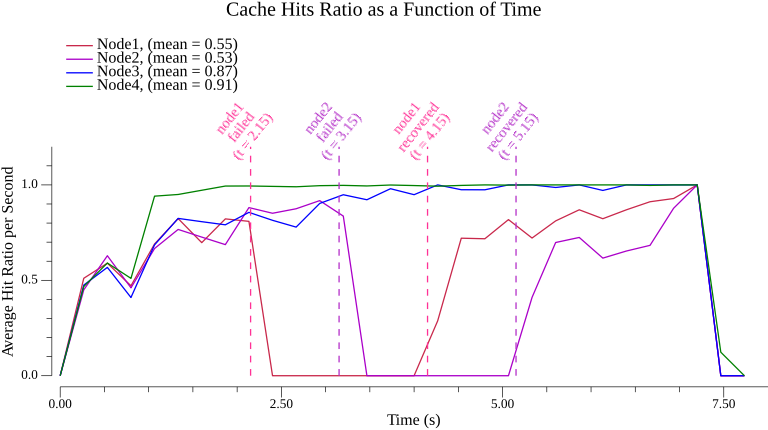 Cache Hits Ratio as a Function of Time
Node1, (mean = 0.55)
Node2, (mean = 0.53)
Node3, (mean = 0.87)
Node4, (mean = 0.91)
node1
failed
(t = 2.15)
node2
failed
(t = 3.15)
node1
recovered
(t = 4.15)
node2
recovered
(t = 5.15)
Average Hit Ratio per Second
1.0
0.5
0.0
0.00
2.50
5.00
7.50
Time (s)